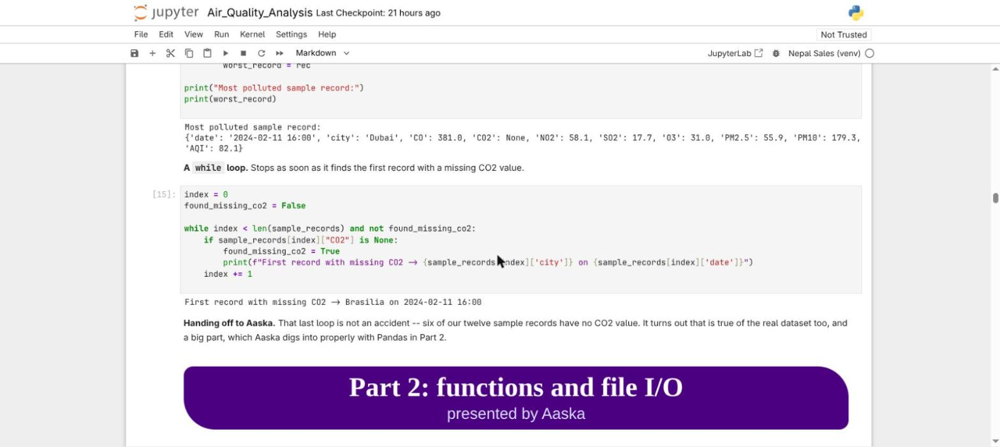 jupyter Air_Quality_Analysis Last Checkpoint: 21 hours ago
File Edit View Run Kernel Settings Help Not Trusted
Markdown JupyterLab Nepal Sales (venv)
worst_record = rec
print("Most polluted sample record:")
print(worst_record)
Most polluted sample record:
{'date': '2024-02-11 16:00', 'city': 'Dubai', 'CO': 381.0, 'CO2': None, 'NO2': 58.1, 'SO2': 17.7, 'O3': 31.0, 'PM2.5': 55.9, 'PM10': 179.3,
'AQI': 82.1}
A while loop. Stops as soon as it finds the first record with a missing CO2 value.
[15]: index = 0
found_missing_co2 = False
while index < len(sample_records) and not found_missing_co2:
if sample_records[index]["CO2"] is None:
found_missing_co2 = True
print(f"First record with missing CO2 -> {sample_records ndex]['city']} on {sample_records[index]['date']}")
index += 1
First record with missing CO2 -> Brasilia on 2024-02-11 16:00
Handing off to Aaska. That last loop is not an accident -- six of our twelve sample records have no CO2 value. It turns out that is true of the real dataset too, and
a big part, which Aaska digs into properly with Pandas in Part 2.
Part 2: functions and file I/O
presented by Aaska